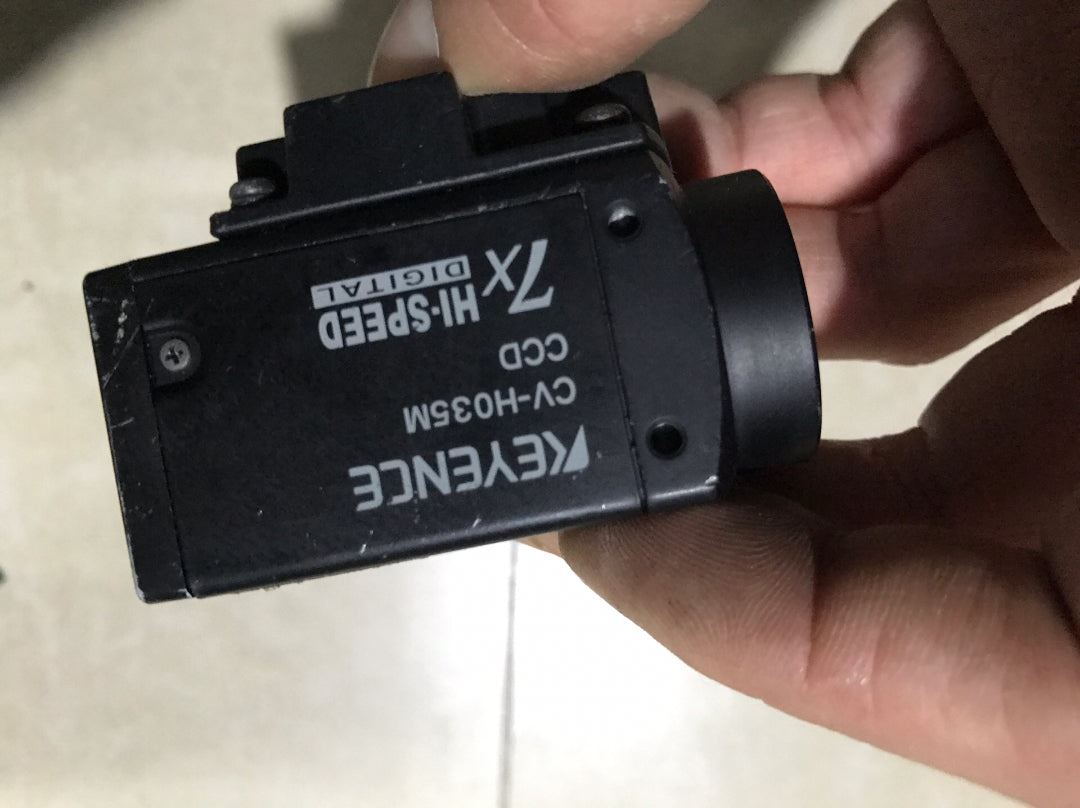 KEYENCE
CV-H035M
CCD
HI-SPEED 7x
DIGITAL